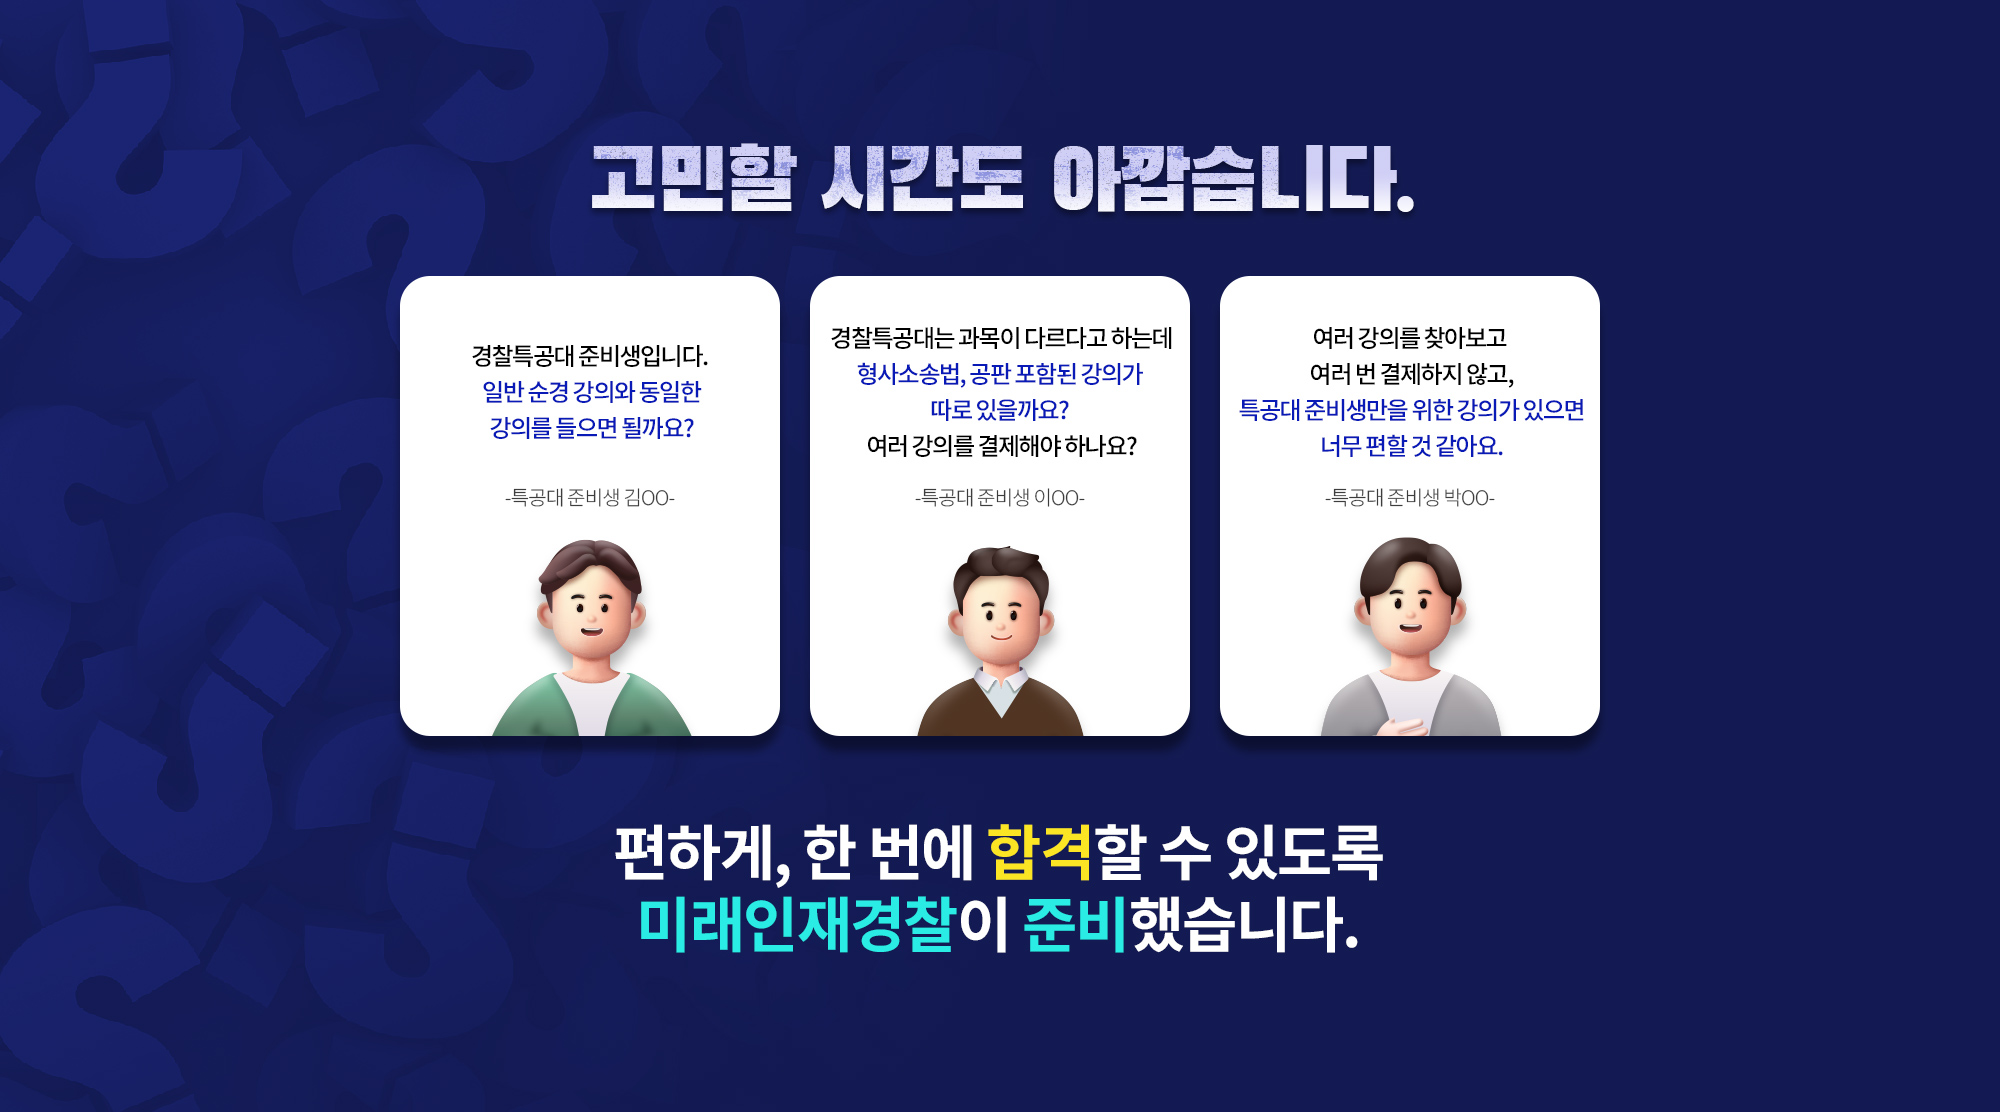 고민할 시간도 아깝습니다.
경찰특공대 준비생입니다.
일반 순경 강의와 동일한
강의를 들으면 될까요?
-특공대 준비생 김OO-
경찰특공대는 과목이 다르다고 하는데
형사소송법, 공판 포함된 강의가
따로 있을까요?
여러 강의를 결제해야 하나요?
-특공대 준비생 이OO-
여러 강의를 찾아보고
여러 번 결제하지 않고,
특공대 준비생만을 위한 강의가 있으면
너무 편할 것 같아요.
-특공대 준비생 박OO-
편하게, 한 번에 합격할 수 있도록
미래인재경찰이 준비했습니다.